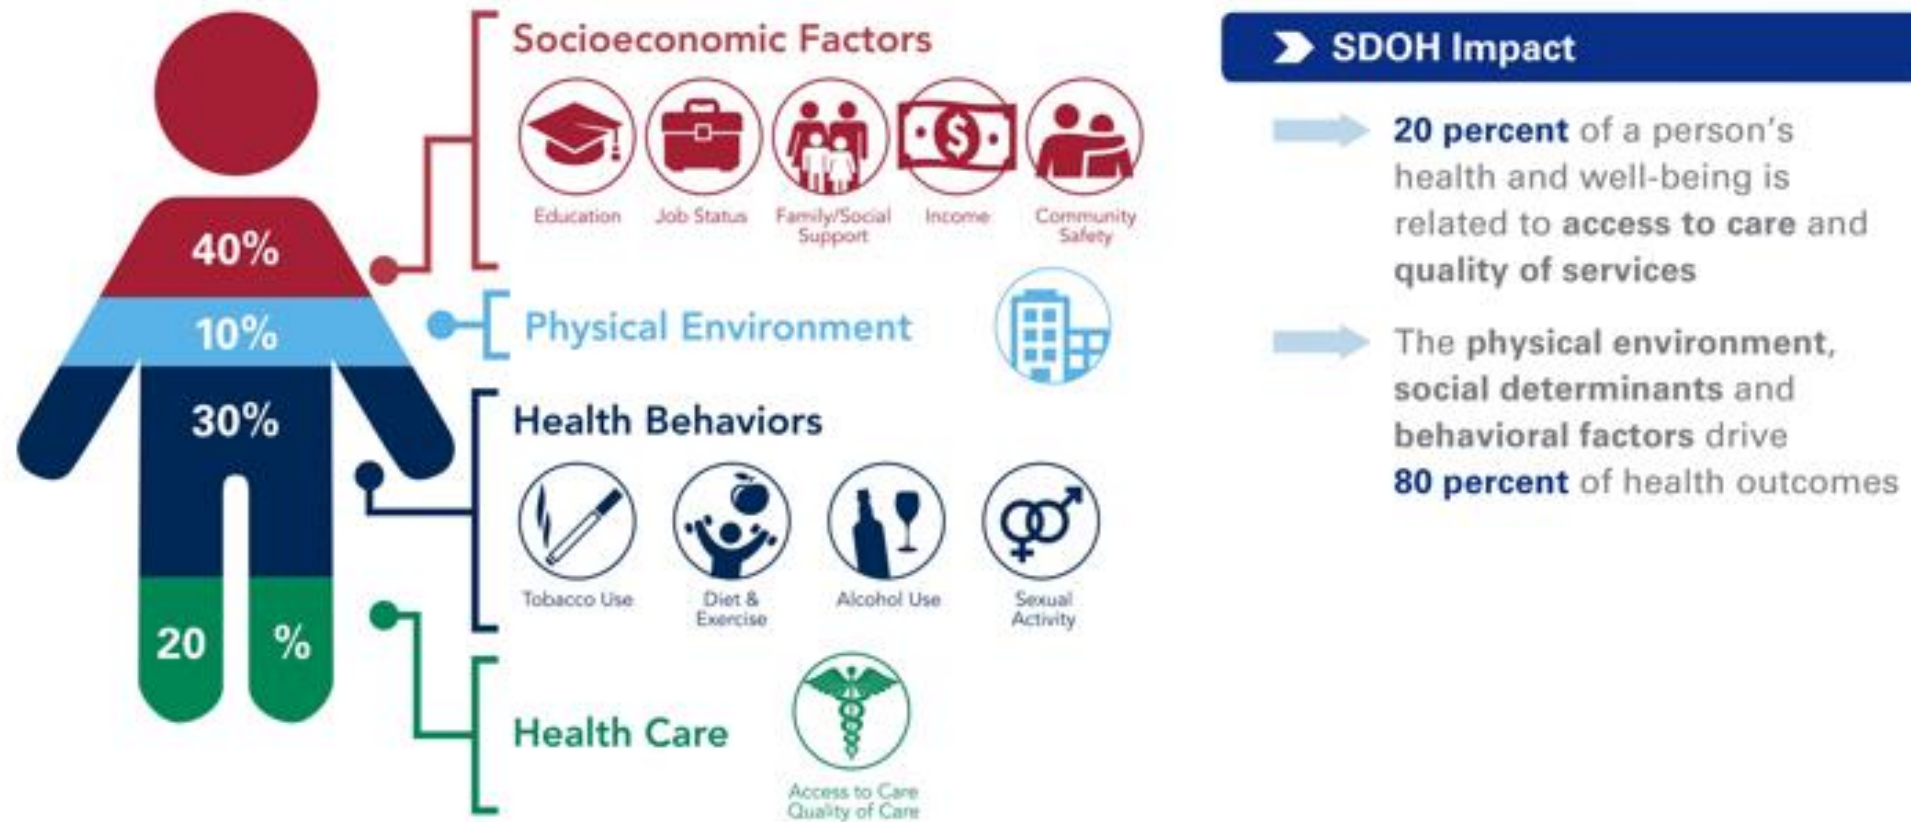 Socioeconomic Factors
Education
Job Status
Family/Social
Support
Income
Community
Safety
40%
10%
Physical Environment
30%
Health Behaviors
Tobacco Use
Diet &
Exercise
Alcohol Use
Sexual
Activity
20 %
Health Care
Access to Care
Quality of Care
SDOH Impact
20 percent of a person's
health and well-being is
related to access to care and
quality of services
The physical environment,
social determinants and
behavioral factors drive
80 percent of health outcomes